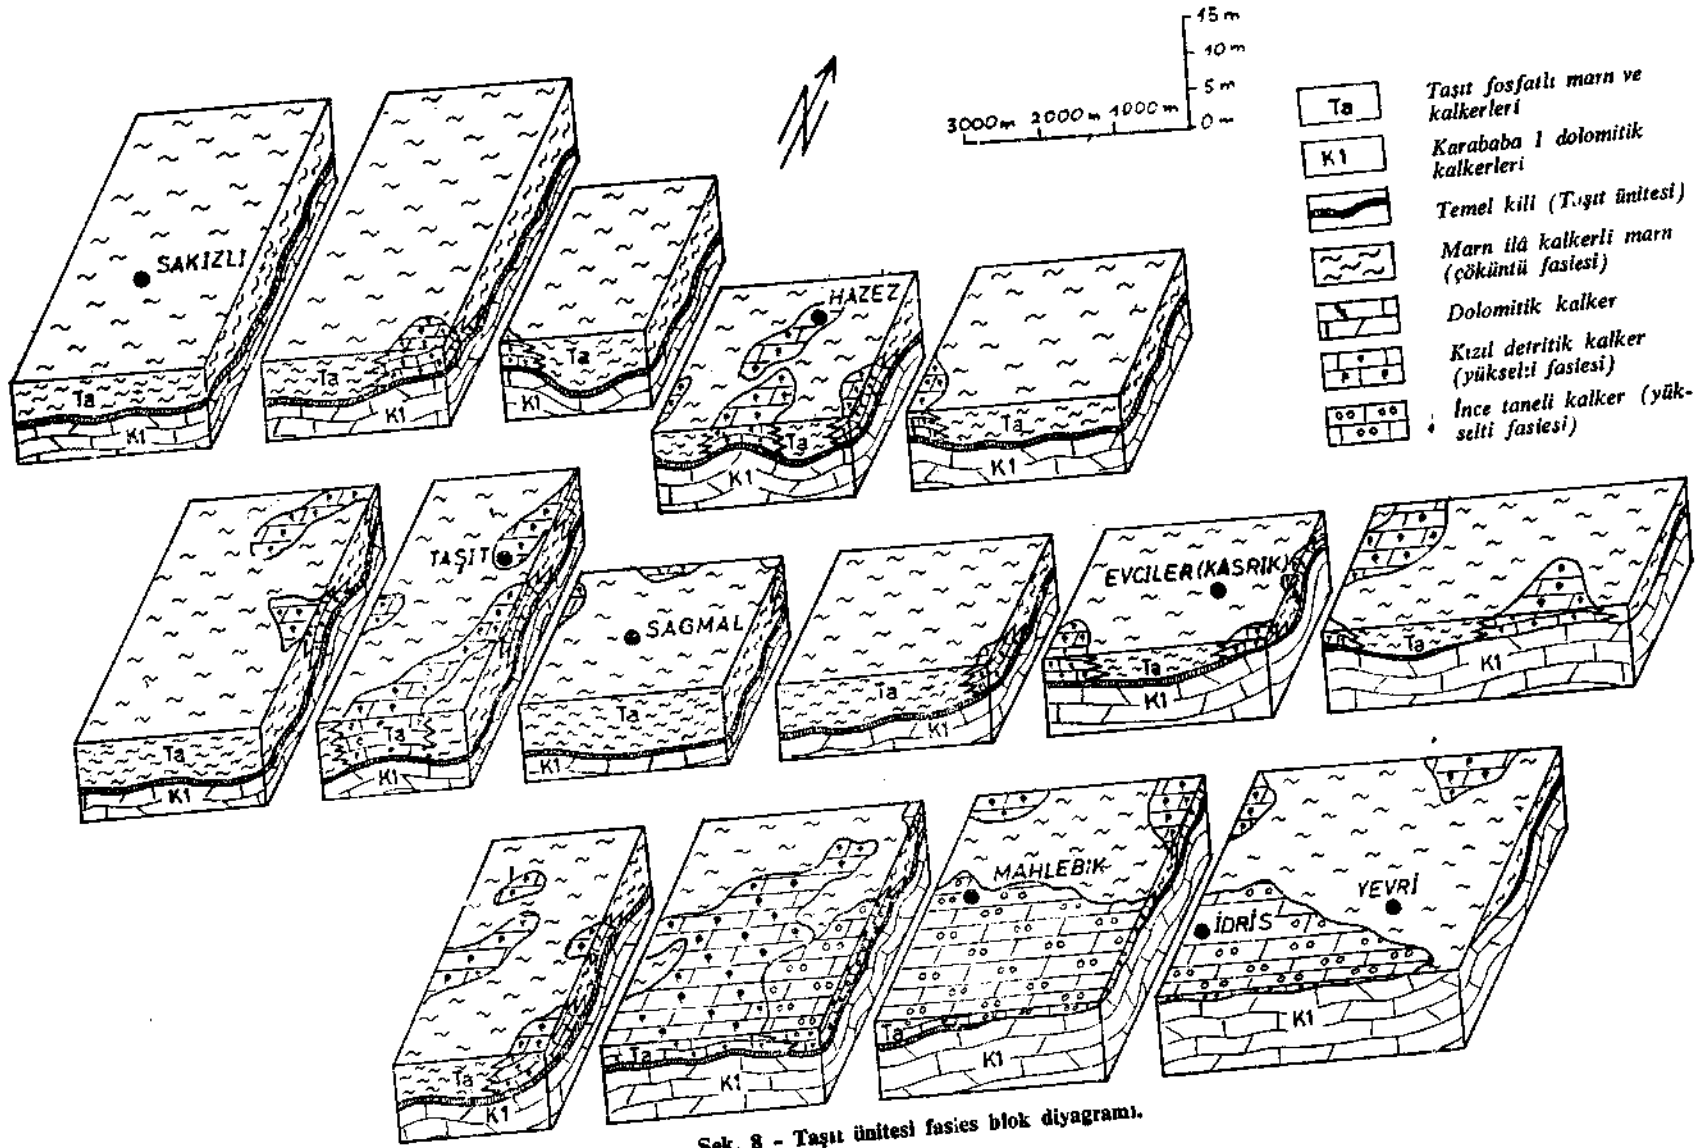 15 m
10 m
5 m
0 m
3000 m 2000 m 1000 m
N
Ta
Taşıt fosfatlı marn ve
kalkerleri
K1
Karababa 1 dolomitik
kalkerleri
Temel kili (Taşıt ünitesi)
Marn ilâ kalkerli marn
(çöküntü fasiesi)
Dolomitik kalker
Kızıl detritik kalker
(yükselti fasiesi)
İnce taneli kalker (yük-
selti fasiesi)
SAKIZLI
Ta
K1
Ta
K1
Ta
K1
HAZEZ
Ta
K1
Ta
K1
Ta
K1
TAŞIT
Ta
K1
SAGMAL
Ta
K1
Ta
K1
EVCILER (KASRIK)
Ta
K1
Ta
K1
Ta
K1
Ta
K1
MAHLEBIK
Ta
K1
İDRİS
YEVRİ
K1
Şek. 8 - Taşıt ünitesi fasies blok diyagramı.